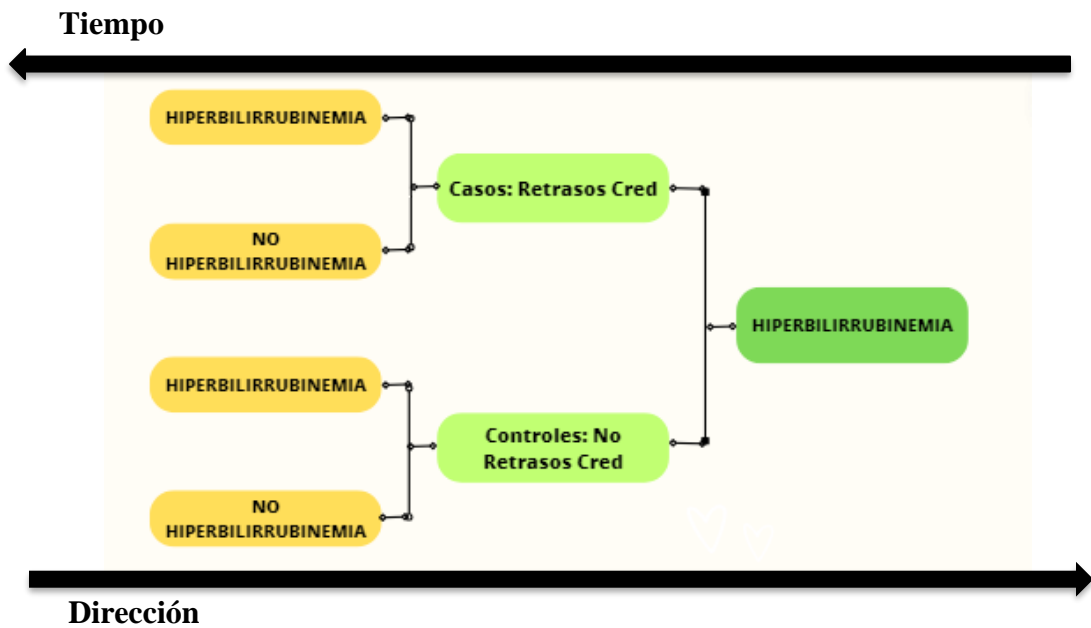 Tiempo
HIPERBILIRRUBINEMIA
Casos: Retrasos Cred
NO
HIPERBILIRRUBINEMIA
HIPERBILIRRUBINEMIA
HIPERBILIRRUBINEMIA
Controles: No
Retrasos Cred
NO
HIPERBILIRRUBINEMIA
Dirección